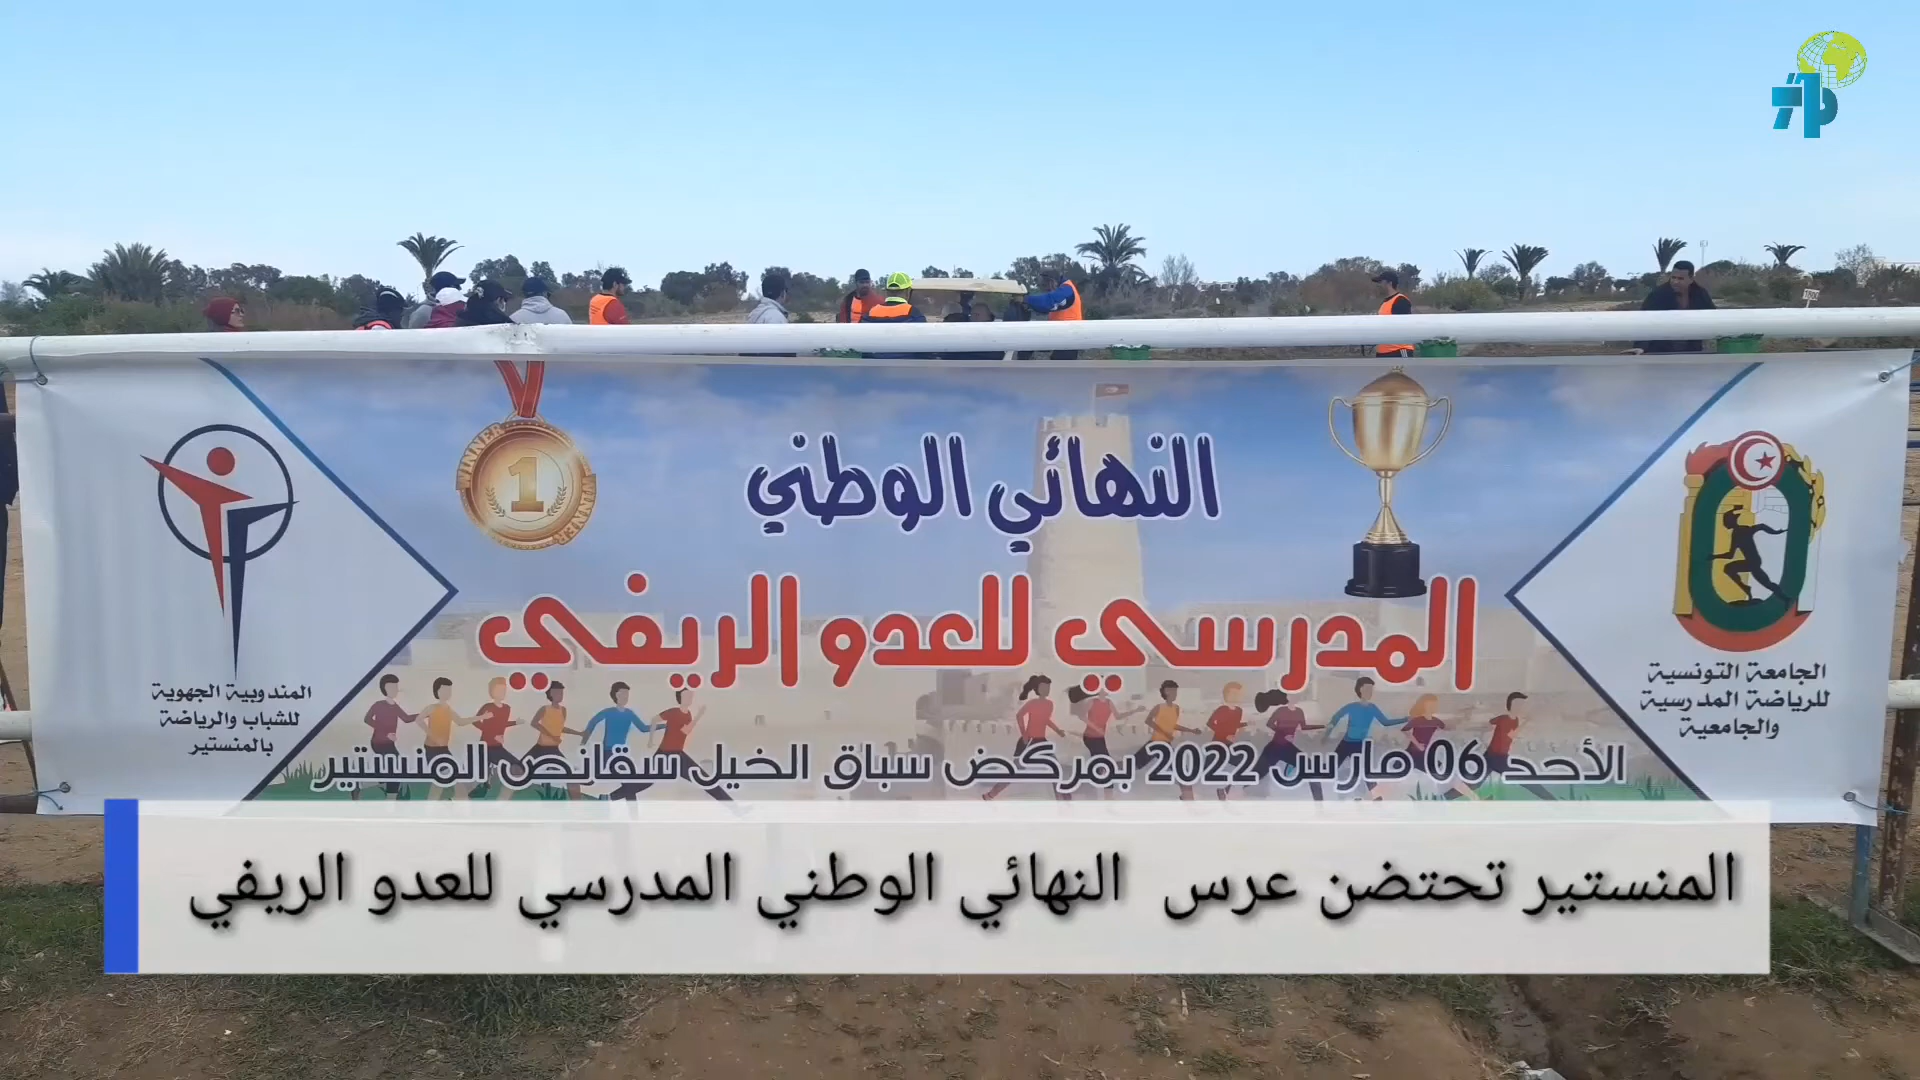 النهائي الوطني
المدرسي للعدو الريفي
الأحد 06 مارس 2022 بمركض سباق الخيل سقانص المنستير
الجامعة التونسية
للرياضة المدرسية
والجامعية
المندوبية الجهوية
للشباب والرياضة
بالمنستير
WINNER
1
WINNER
المنستير تحتضن عرس النهائي الوطني المدرسي للعدو الريفي